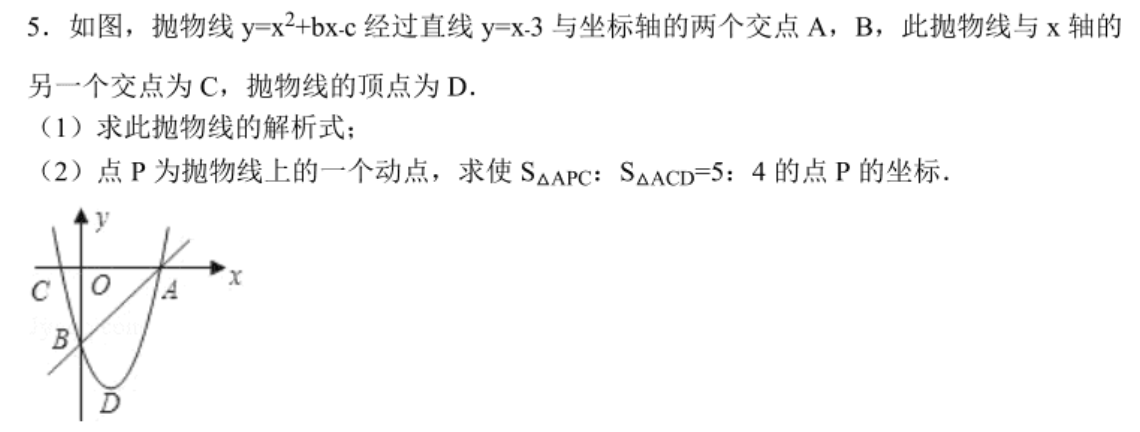 5．如图，抛物线 y=x²+bx-c 经过直线 y=x-3 与坐标轴的两个交点 A，B，此抛物线与 x 轴的
另一个交点为 C，抛物线的顶点为 D．
（1）求此抛物线的解析式；
（2）点 P 为抛物线上的一个动点，求使 S△APC：S△ACD=5：4 的点 P 的坐标．
y
C O A x
B
D